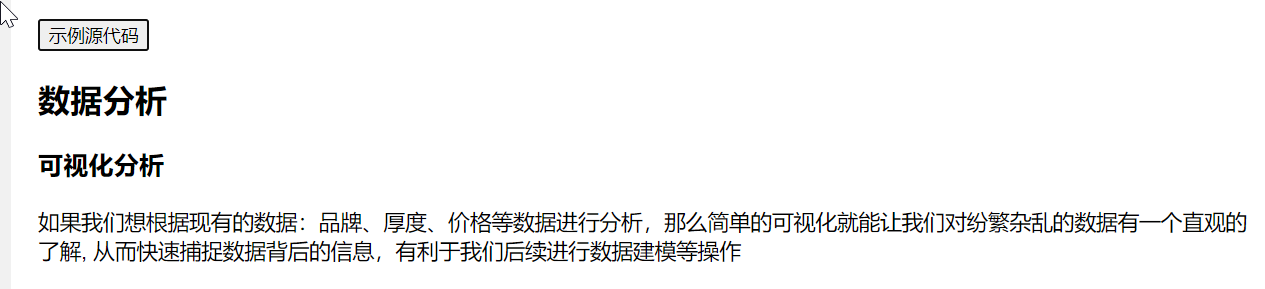 示例源代码
数据分析
可视化分析
如果我们想根据现有的数据：品牌、厚度、价格等数据进行分析，那么简单的可视化就能让我们对纷繁杂乱的数据有一个直观的
了解, 从而快速捕捉数据背后的信息，有利于我们后续进行数据建模等操作